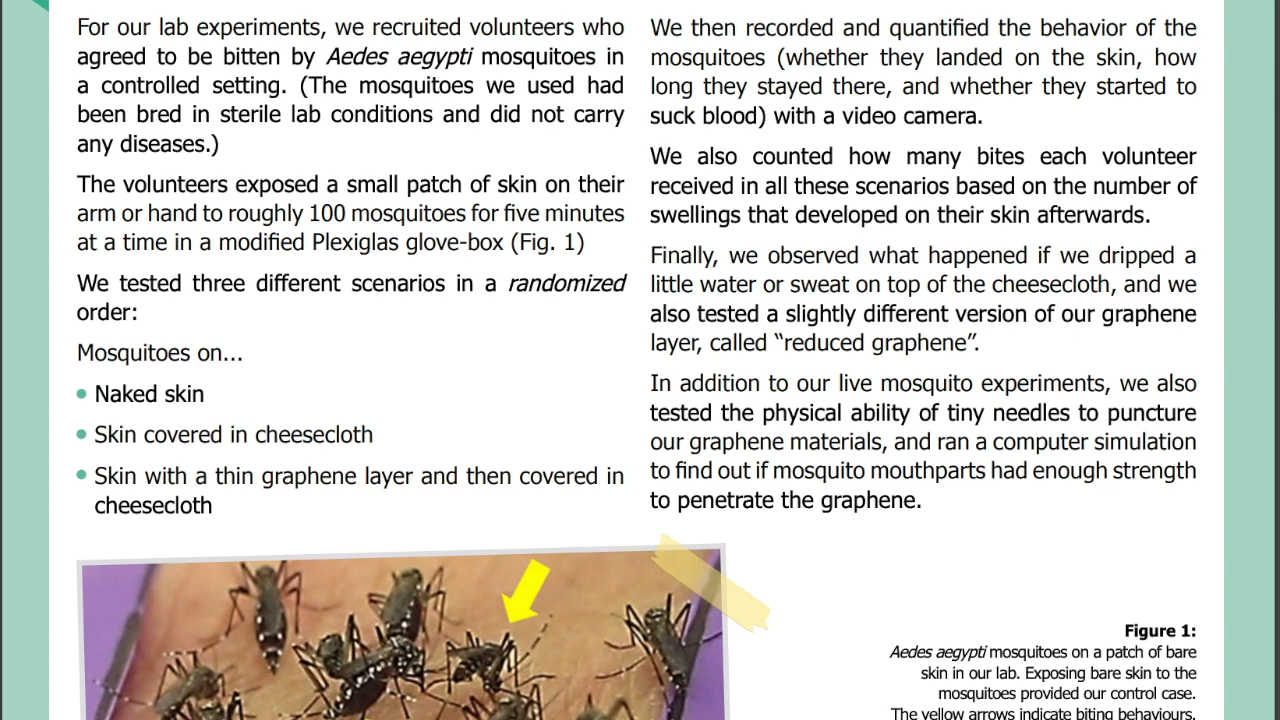 For our lab experiments, we recruited volunteers who
agreed to be bitten by Aedes aegypti mosquitoes in
a controlled setting. (The mosquitoes we used had
been bred in sterile lab conditions and did not carry
any diseases.)
The volunteers exposed a small patch of skin on their
arm or hand to roughly 100 mosquitoes for five minutes
at a time in a modified Plexiglas glove-box (Fig. 1)
We tested three different scenarios in a randomized
order:
Mosquitoes on...
• Naked skin
• Skin covered in cheesecloth
• Skin with a thin graphene layer and then covered in
cheesecloth
We then recorded and quantified the behavior of the
mosquitoes (whether they landed on the skin, how
long they stayed there, and whether they started to
suck blood) with a video camera.
We also counted how many bites each volunteer
received in all these scenarios based on the number of
swellings that developed on their skin afterwards.
Finally, we observed what happened if we dripped a
little water or sweat on top of the cheesecloth, and we
also tested a slightly different version of our graphene
layer, called “reduced graphene”.
In addition to our live mosquito experiments, we also
tested the physical ability of tiny needles to puncture
our graphene materials, and ran a computer simulation
to find out if mosquito mouthparts had enough strength
to penetrate the graphene.
Figure 1:
Aedes aegypti mosquitoes on a patch of bare
skin in our lab. Exposing bare skin to the
mosquitoes provided our control case.
The yellow arrows indicate biting behaviours.